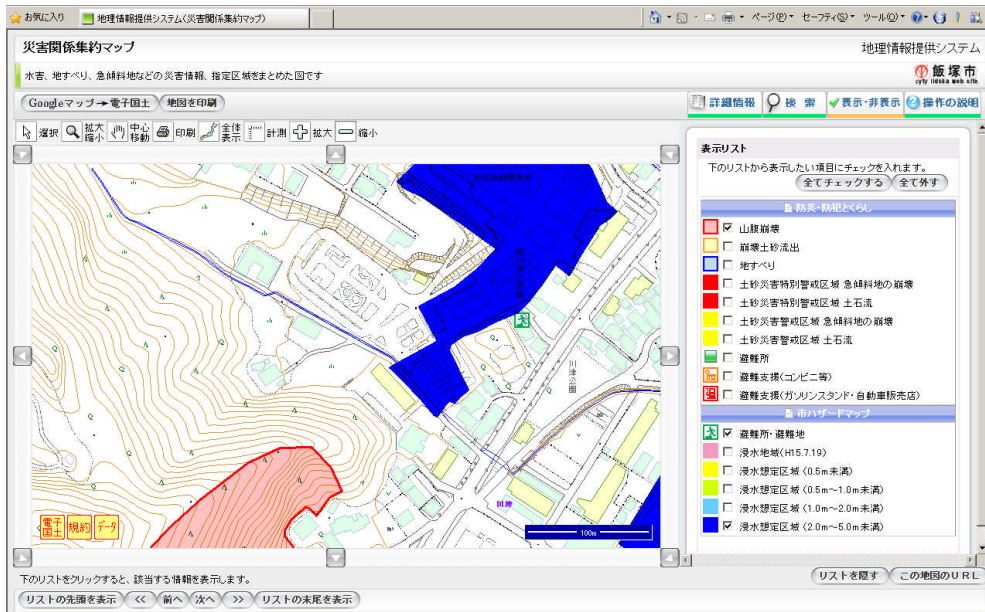 お気に入り
地理情報提供システム(災害関係集約マップ)
ページ(P)
セーフティ(S)
ツール(O)
災害関係集約マップ
地理情報提供システム
水害、地すべり、急傾斜地などの災害情報、指定区域をまとめた図です
飯塚市
city iizuka web site
Googleマップ→電子国土
地図を印刷
詳細情報
検 索
表示・非表示
操作の説明
選択
拡大縮小
中心移動
印刷
全体表示
計測
拡大
縮小
表示リスト
下のリストから表示したい項目にチェックを入れます。
全てチェックする
全て外す
防災・防犯とくらし
山腹崩壊
崩壊土砂流出
地すべり
土砂災害特別警戒区域 急傾斜地の崩壊
土砂災害特別警戒区域 土石流
土砂災害警戒区域 急傾斜地の崩壊
土砂災害警戒区域 土石流
避難所
避難支援(コンビニ等)
避難支援(ガソリンスタンド・自動車販売店)
市ハザードマップ
避難所・避難地
浸水地域(H15.7.19)
浸水想定区域 (0.5m未満)
浸水想定区域 (0.5m～1.0m未満)
浸水想定区域 (1.0m～2.0m未満)
浸水想定区域 (2.0m～5.0m未満)
川津公園
川津
電子国土
規約
データ
100m
下のリストをクリックすると、該当する情報を表示します。
リストを隠す
この地図のURL
リストの先頭を表示
<<
前へ
次へ
>>
リストの末尾を表示